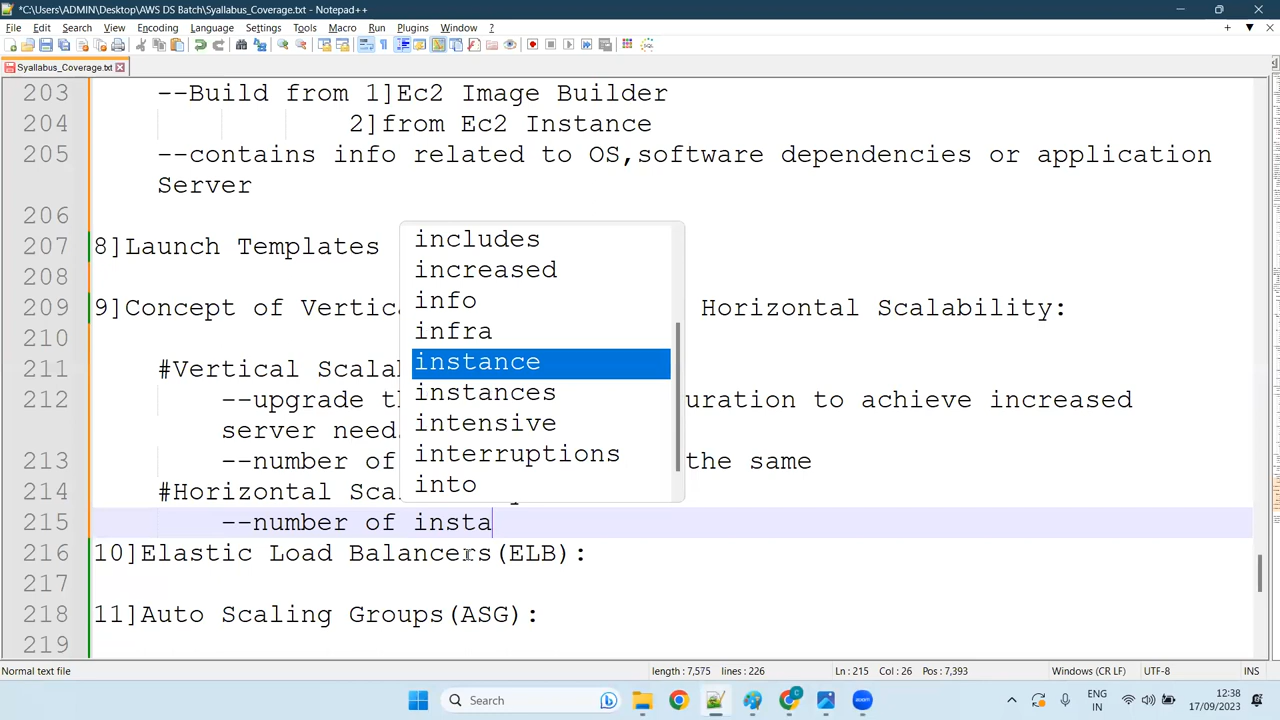 *C:\Users\ADMIN\Desktop\AWS DS Batch\Syallabus_Coverage.txt - Notepad++
File Edit Search View Encoding Language Settings Tools Macro Run Plugins Window ?
Syallabus_Coverage.txt
203 --Build from 1]Ec2 Image Builder
204 2]from Ec2 Instance
205 --contains info related to OS,software dependencies or application
Server
206
207 8]Launch Templates
208
209 9]Concept of Vertic Horizontal Scalability:
210
211 #Vertical Scala
212 --upgrade th uration to achieve increased
server need
213 --number of the same
214 #Horizontal Sca
215 --number of insta
216 10]Elastic Load Balancers(ELB):
217
218 11]Auto Scaling Groups(ASG):
219
includes
increased
info
infra
instance
instances
intensive
interruptions
into
Normal text file length : 7,575 lines : 226 Ln : 215 Col : 26 Pos : 7,393 Windows (CR LF) UTF-8 INS
Search
ENG
IN
12:38
17/09/2023